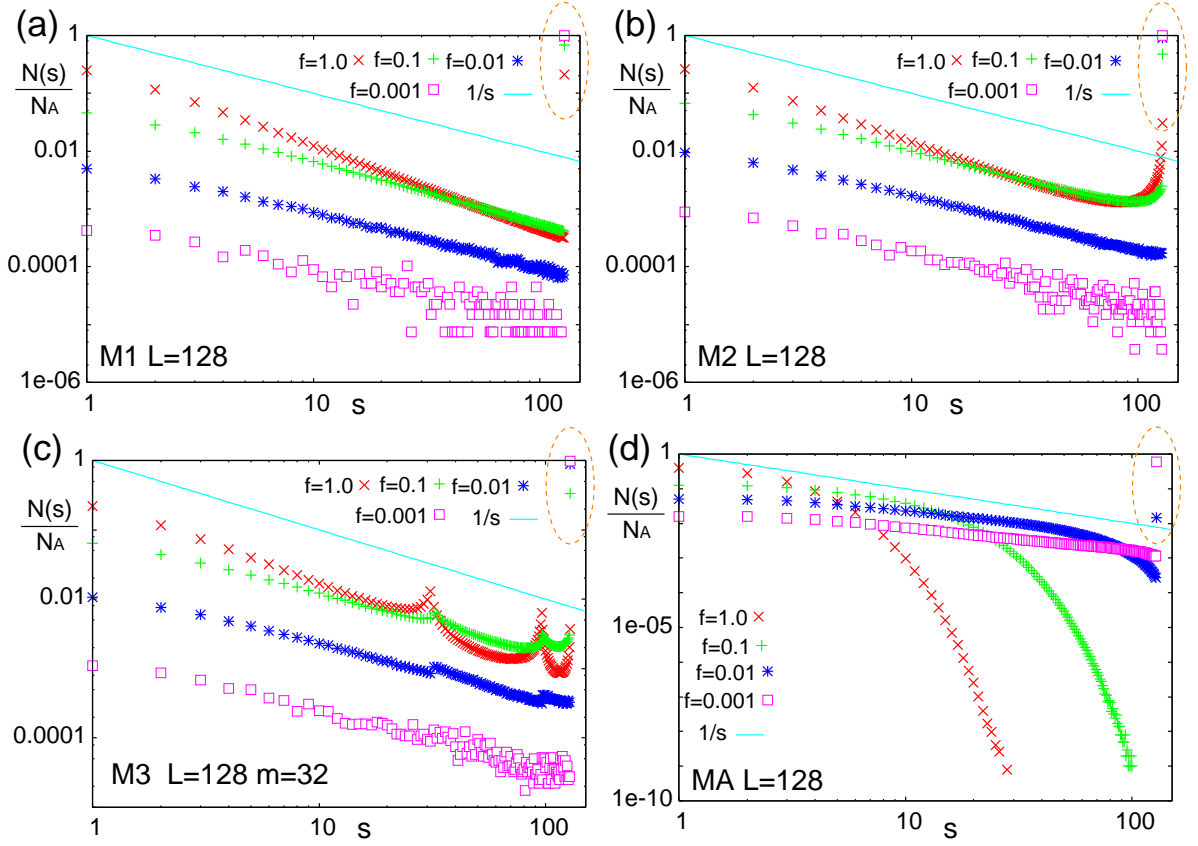 (a)
1
N(s)
NA
0.01
0.0001
1e-06
f=1.0 f=0.1 f=0.01
f=0.001 1/s
M1 L=128
1 10 s 100
(b)
1
N(s)
NA
0.01
0.0001
1e-06
f=1.0 f=0.1 f=0.01
f=0.001 1/s
M2 L=128
1 10 s 100
(c)
1
N(s)
NA
0.01
0.0001
f=1.0 f=0.1 f=0.01
f=0.001 1/s
M3 L=128 m=32
1 10 s 100
(d)
1
N(s)
NA
1e-05
1e-10
f=1.0
f=0.1
f=0.01
f=0.001
1/s
MA L=128
1 10 s 100